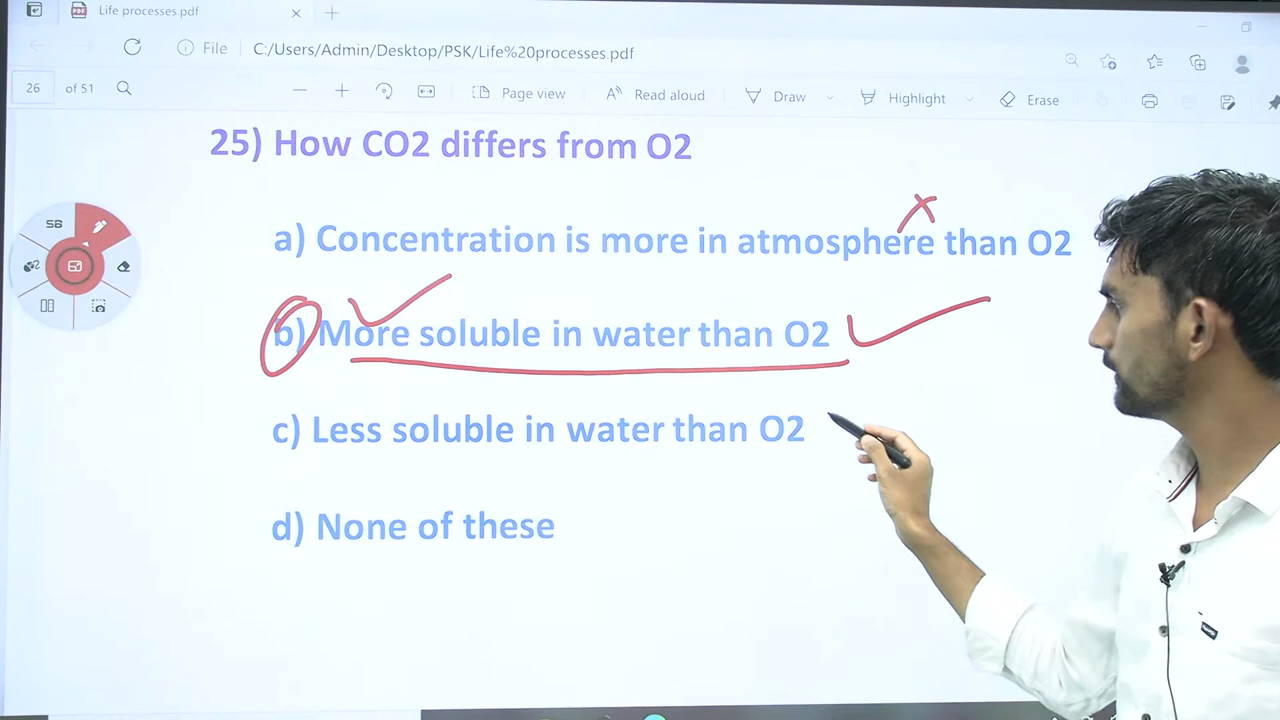 Life processes.pdf
File C:/Users/Admin/Desktop/PSK/Life%20processes.pdf
26 of 51 Page view Read aloud Draw Highlight Erase
25) How CO2 differs from O2
a) Concentration is more in atmosphere than O2
b) More soluble in water than O2
c) Less soluble in water than O2
d) None of these